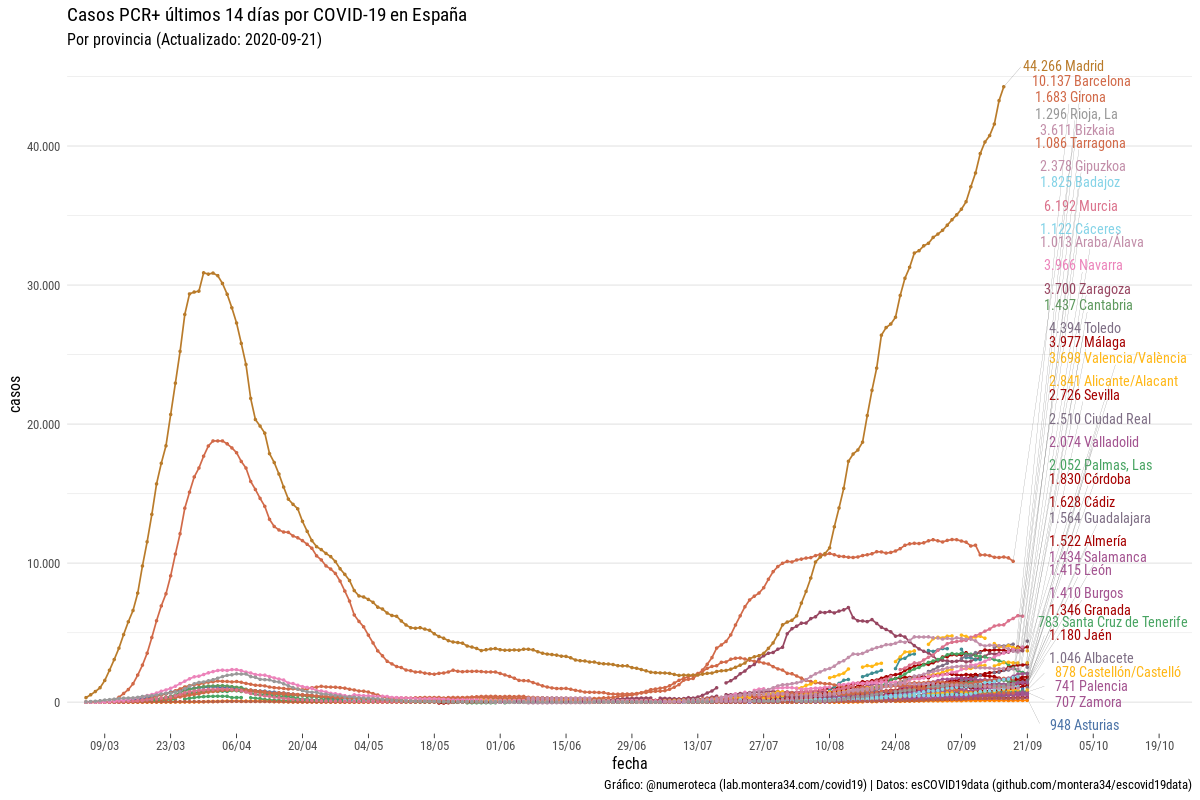 Casos PCR+ últimos 14 días por COVID-19 en España
Por provincia (Actualizado: 2020-09-21)
44.266 Madrid
10.137 Barcelona
1.683 Girona
1.296 Rioja, La
3.611 Bizkaia
1.086 Tarragona
2.378 Gipuzkoa
1.825 Badajoz
6.192 Murcia
1.122 Cáceres
1.013 Araba/Álava
3.966 Navarra
3.700 Zaragoza
1.437 Cantabria
4.394 Toledo
3.977 Málaga
3.698 Valencia/València
2.841 Alicante/Alacant
2.726 Sevilla
2.510 Ciudad Real
2.074 Valladolid
2.052 Palmas, Las
1.830 Córdoba
1.628 Cádiz
1.564 Guadalajara
1.522 Almería
1.434 Salamanca
1.415 León
1.410 Burgos
1.346 Granada
783 Santa Cruz de Tenerife
1.180 Jaén
1.046 Albacete
878 Castellón/Castelló
741 Palencia
707 Zamora
948 Asturias
casos
40.000
30.000
20.000
10.000
0
09/03 23/03 06/04 20/04 04/05 18/05 01/06 15/06 29/06 13/07 27/07 10/08 24/08 07/09 21/09 05/10 19/10
fecha
Gráfico: @numeroteca (lab.montera34.com/covid19) | Datos: esCOVID19data (github.com/montera34/escovid19data)